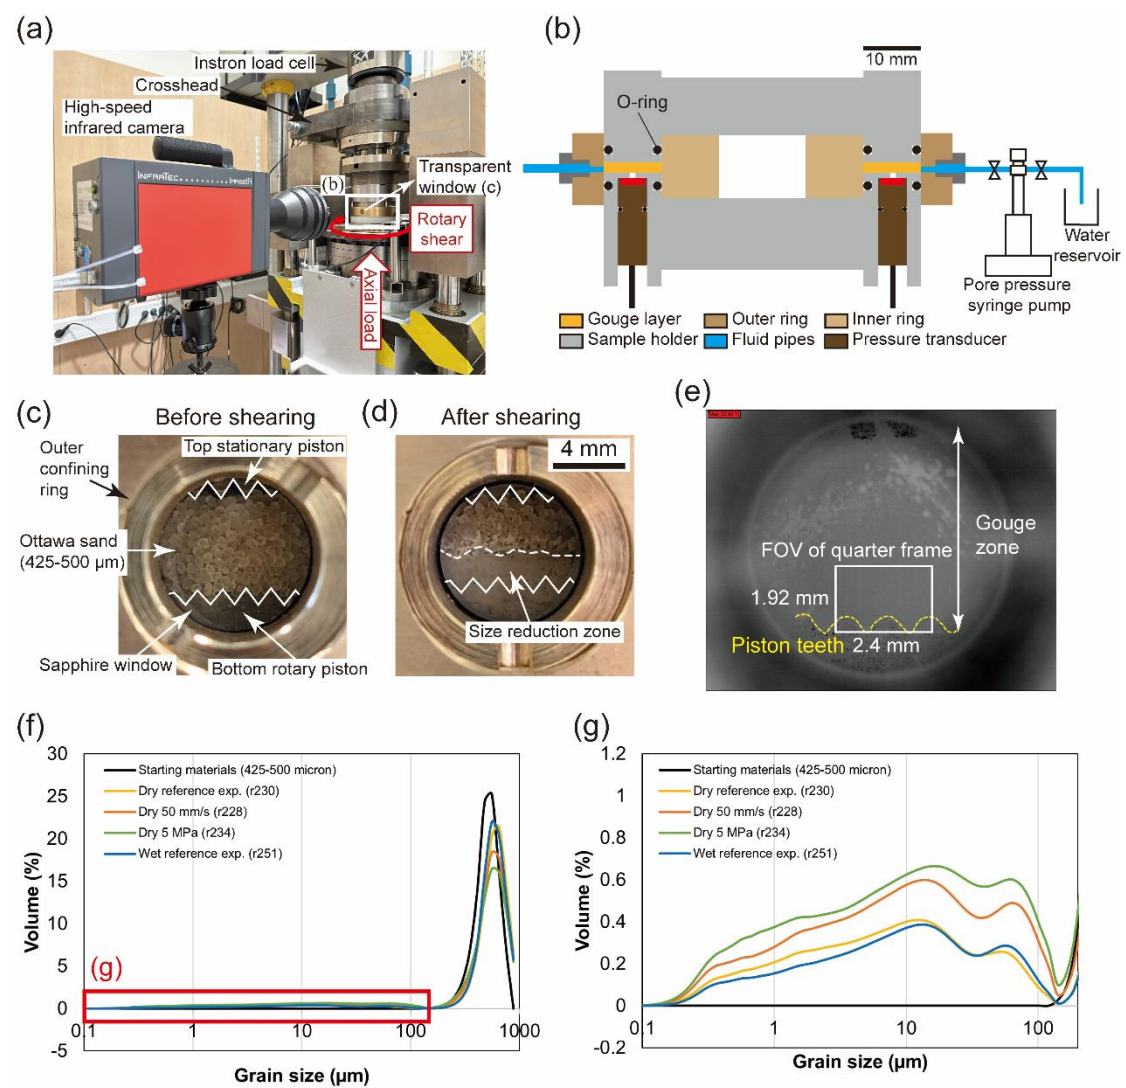 (a)
Instron load cell
Crosshead
High-speed
infrared camera
INFRATEC
ImageIR
(b)
Transparent
window (c)
Rotary
shear
Axial load
(b)
10 mm
O-ring
Water
reservoir
Pore pressure
syringe pump
Gouge layer
Outer ring
Inner ring
Sample holder
Fluid pipes
Pressure transducer
(c)
Before shearing
Top stationary piston
Outer
confining
ring
Ottawa sand
(425-500 µm)
Sapphire window
Bottom rotary piston
(d)
After shearing
4 mm
Size reduction zone
(e)
Gouge
zone
FOV of quarter frame
1.92 mm
Piston teeth
2.4 mm
(f)
30
25
20
15
10
5
0
-5
Volume (%)
Starting materials (425-500 micron)
Dry reference exp. (r230)
Dry 50 mm/s (r228)
Dry 5 MPa (r234)
Wet reference exp. (r251)
(g)
0.1
1
10
100
1000
Grain size (µm)
(g)
1.2
1
0.8
0.6
0.4
0.2
0
-0.2
Volume (%)
Starting materials (425-500 micron)
Dry reference exp. (r230)
Dry 50 mm/s (r228)
Dry 5 MPa (r234)
Wet reference exp. (r251)
0.1
1
10
100
Grain size (µm)